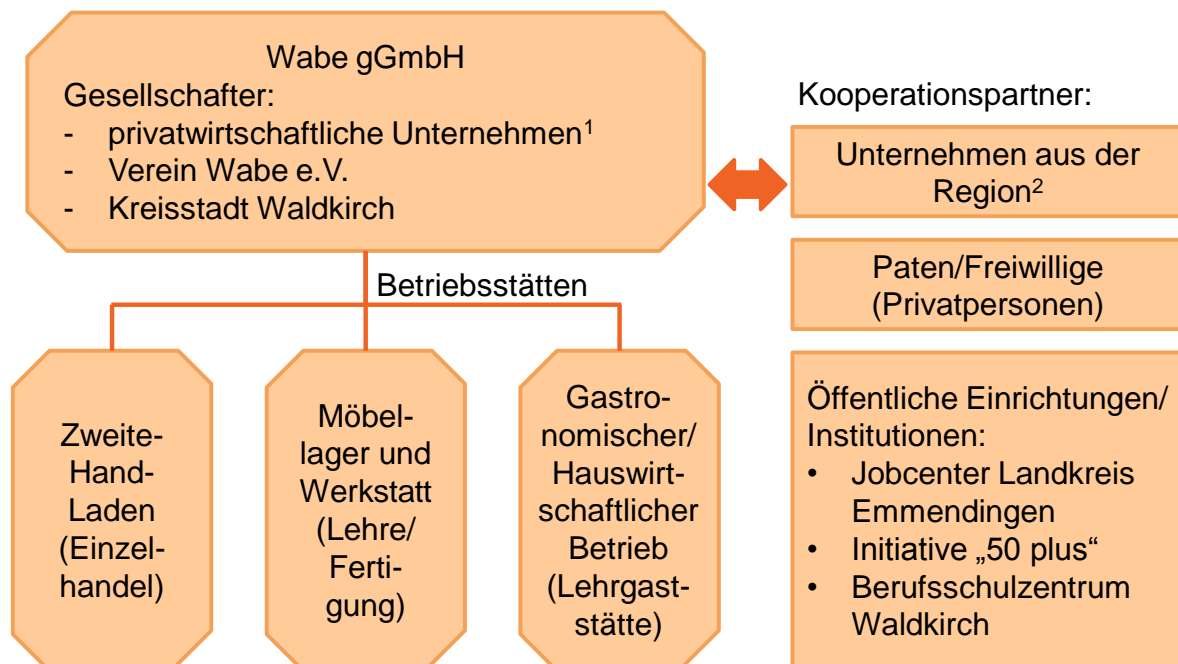 Wabe gGmbH
Gesellschafter:
- privatwirtschaftliche Unternehmen¹
- Verein Wabe e.V.
- Kreisstadt Waldkirch
Kooperationspartner:
Unternehmen aus der
Region²
Paten/Freiwillige
(Privatpersonen)
Öffentliche Einrichtungen/
Institutionen:
• Jobcenter Landkreis
Emmendingen
• Initiative „50 plus“
• Berufsschulzentrum
Waldkirch
Betriebsstätten
Zweite-
Hand-
Laden
(Einzel-
handel)
Möbel-
lager und
Werkstatt
(Lehre/
Ferti-
gung)
Gastro-
nomischer/
Hauswirt-
schaftlicher
Betrieb
(Lehrgast-
stätte)